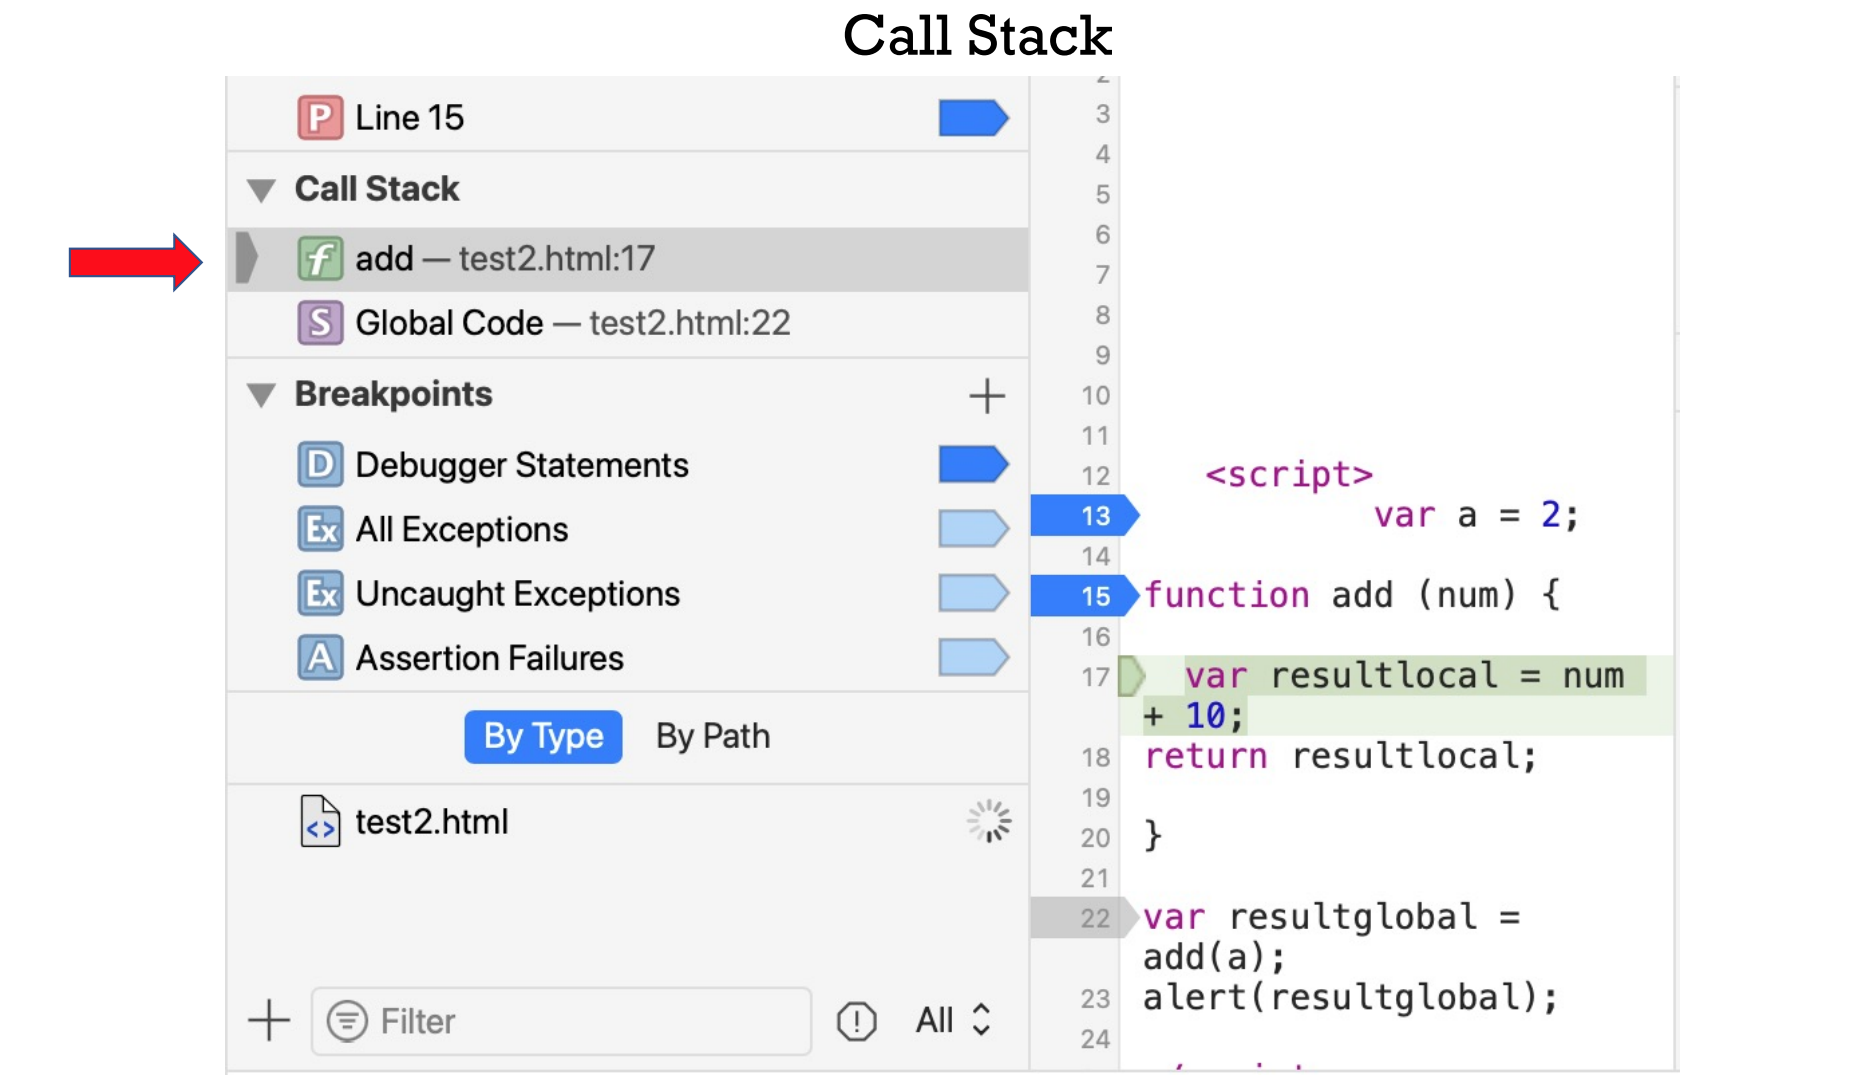 Call Stack
P Line 15
Call Stack
f add — test2.html:17
S Global Code — test2.html:22
Breakpoints
D Debugger Statements
Ex All Exceptions
Ex Uncaught Exceptions
A Assertion Failures
By Type By Path
<> test2.html
Filter All
2
3
4
5
6
7
8
9
10
11
12 <script>
13 var a = 2;
14
15 function add (num) {
16
17 var resultlocal = num
+ 10;
18 return resultlocal;
19
20 }
21
22 var resultglobal =
add(a);
23 alert(resultglobal);
24